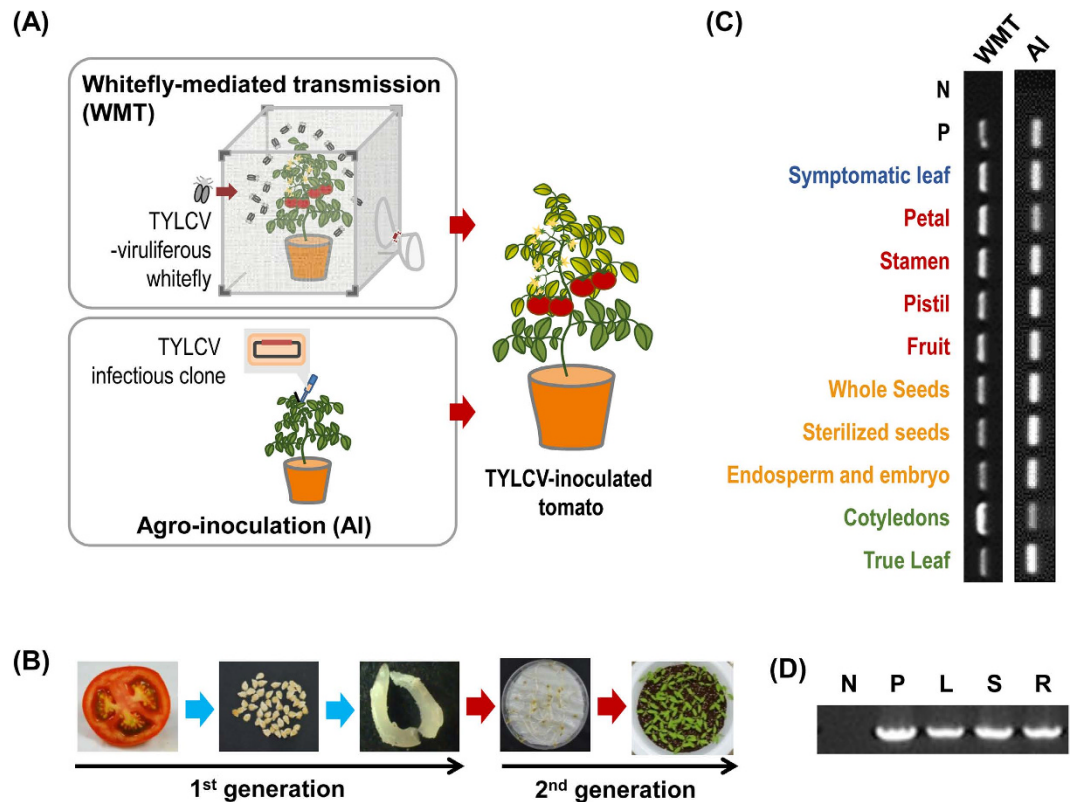 (A)
Whitefly-mediated transmission
(WMT)
TYLCV
-viruliferous
whitefly
TYLCV
infectious clone
Agro-inoculation (AI)
TYLCV-inoculated
tomato
(C)
WMT
AI
N
P
Symptomatic leaf
Petal
Stamen
Pistil
Fruit
Whole Seeds
Sterilized seeds
Endosperm and embryo
Cotyledons
True Leaf
(B)
1st generation
2nd generation
(D)
N P L S R